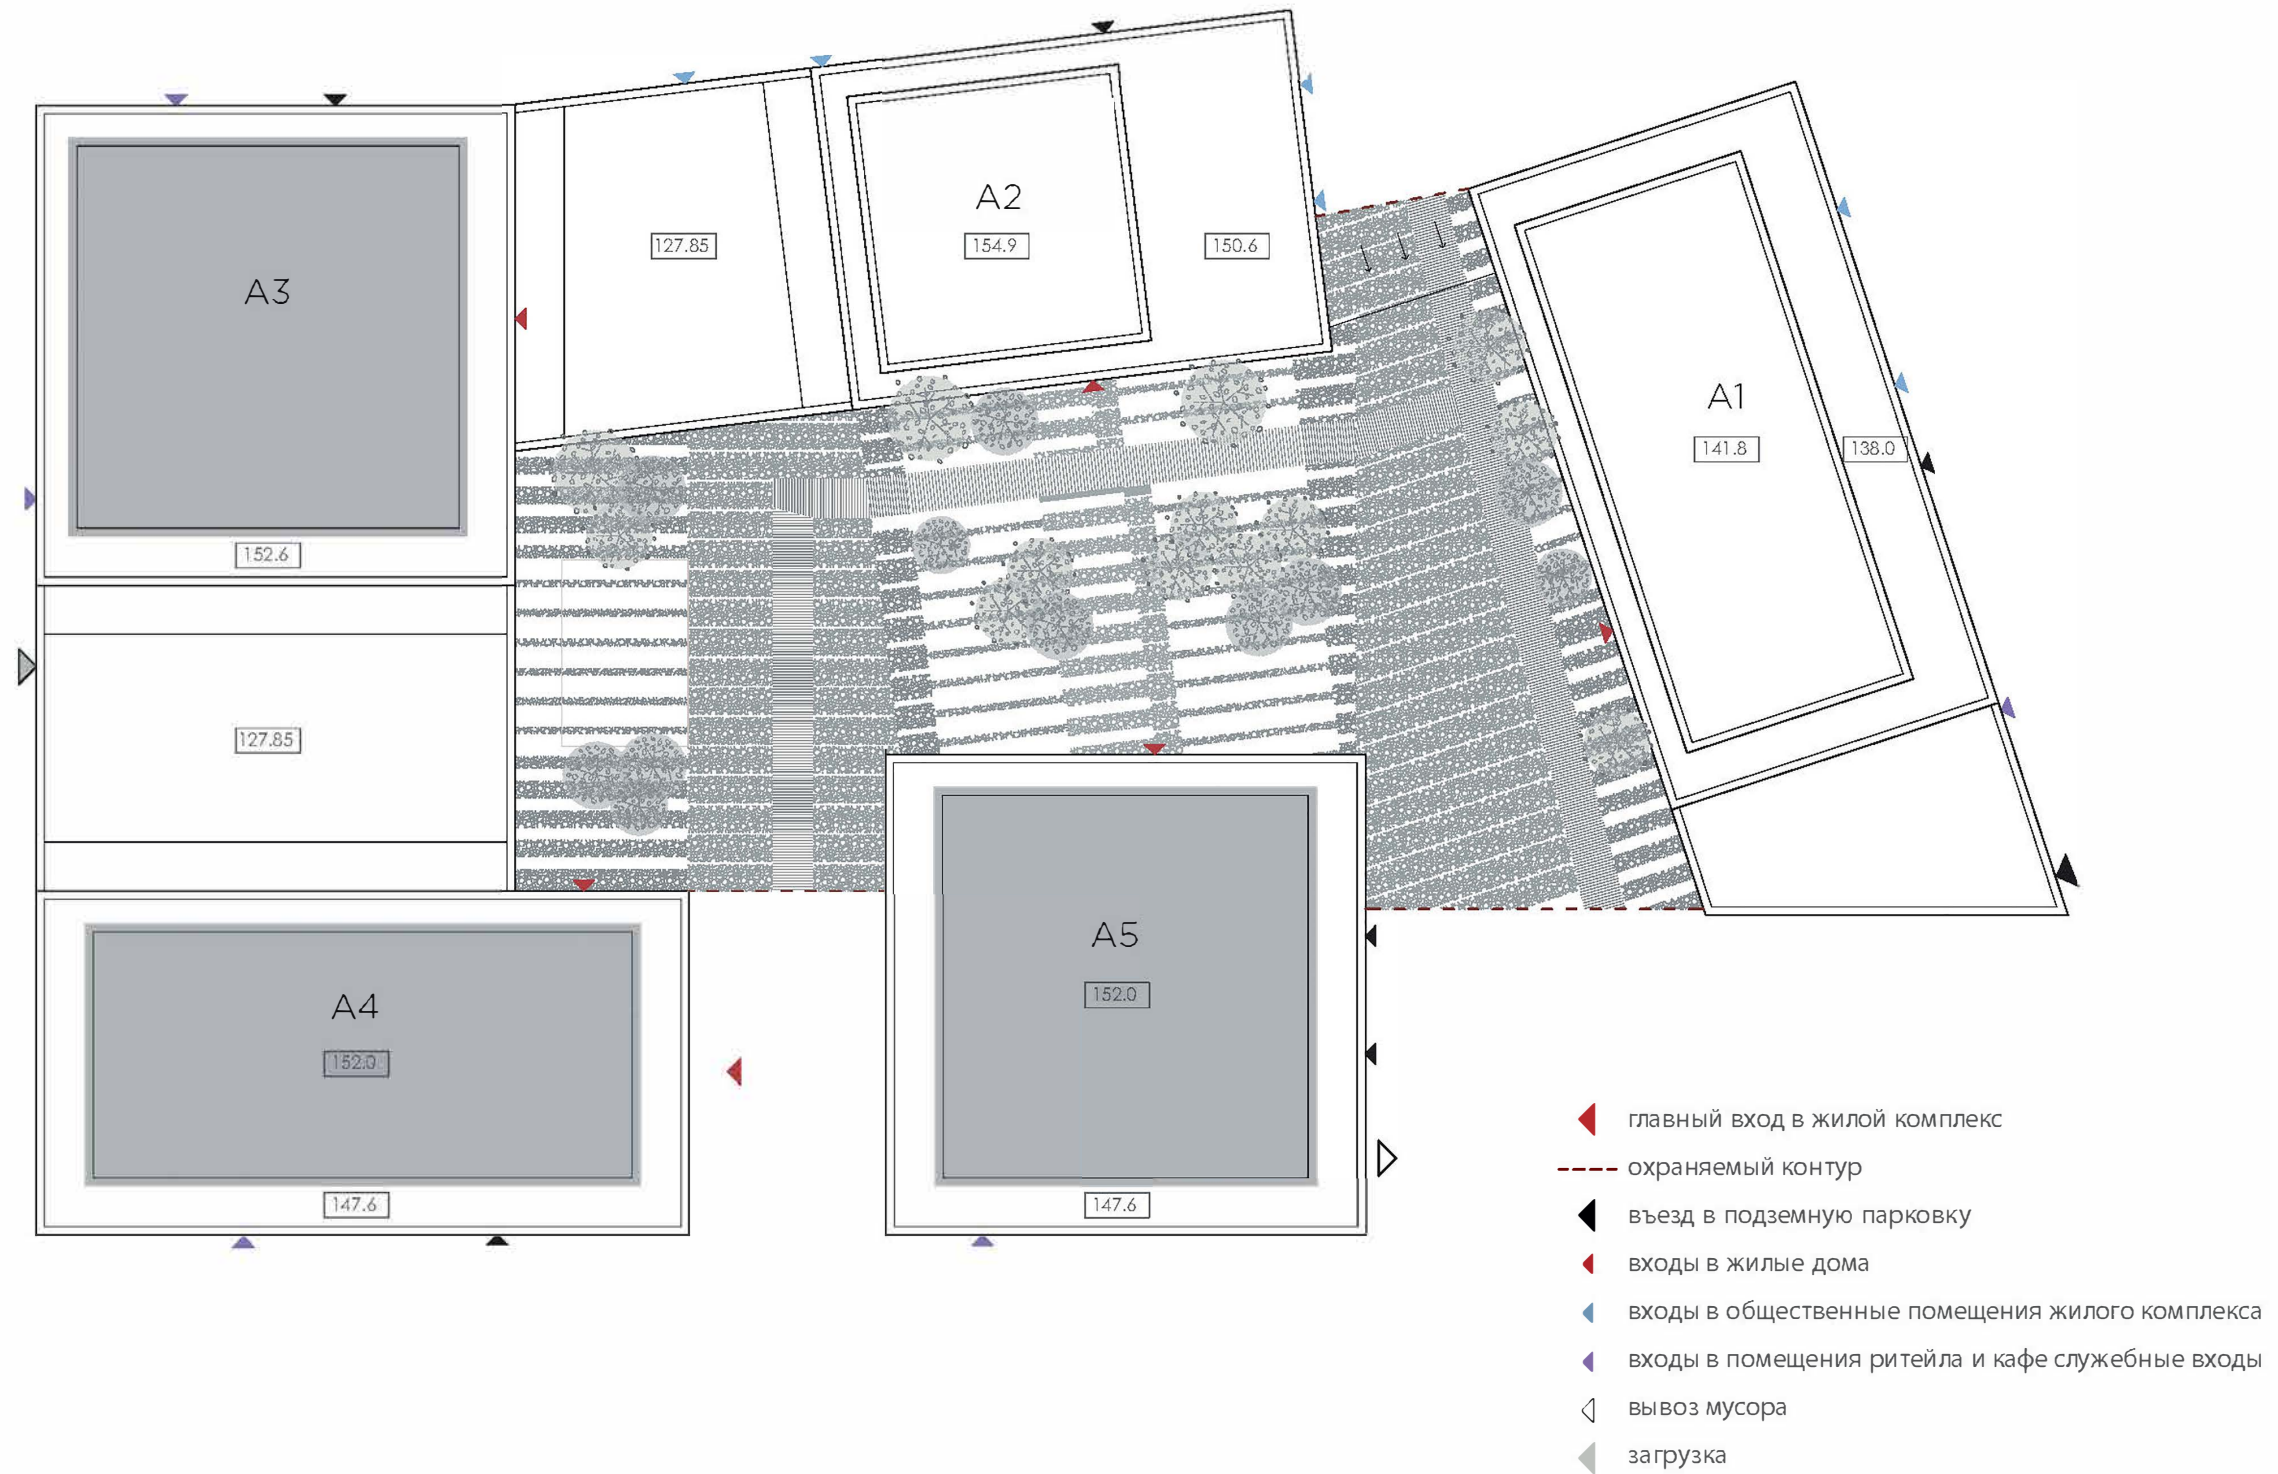 A2
154.9
127.85
150.6
A3
152.6
A1
141.8
138.0
127.85
A5
152.0
147.6
A4
152.0
147.6
главный вход в жилой комплекс
охраняемый контур
въезд в подземную парковку
входы в жилые дома
входы в общественные помещения жилого комплекса
входы в помещения ритейла и кафе служебные входы
вывоз мусора
загрузка